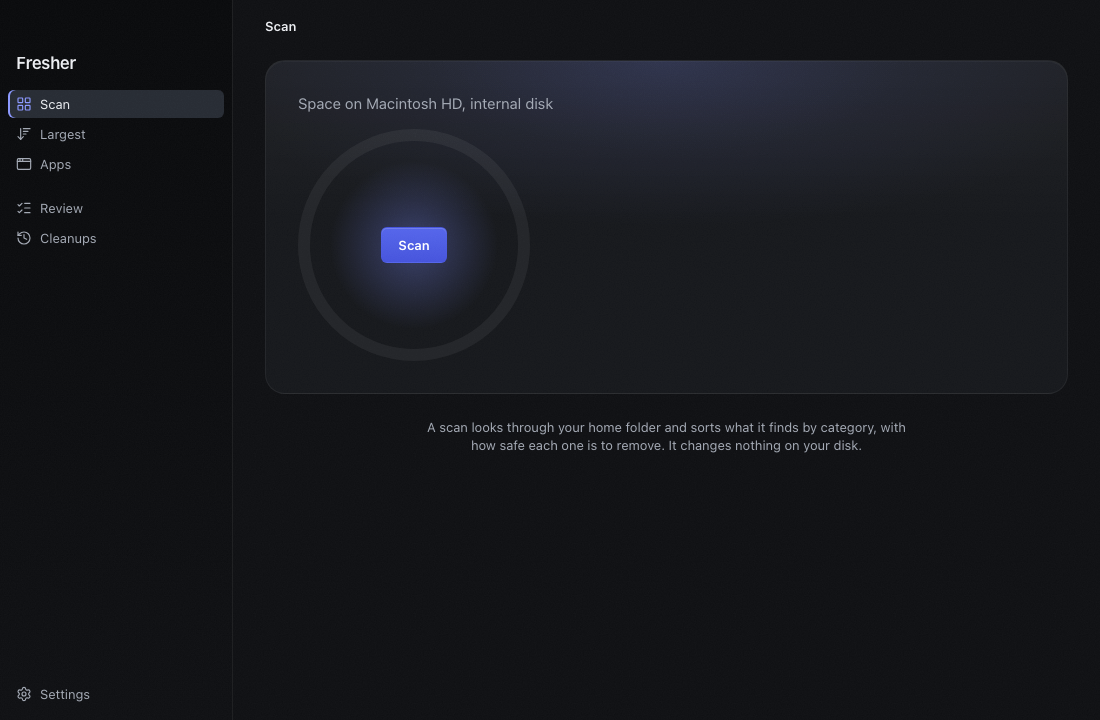 Scan
Fresher
Scan
Largest
Apps
Review
Cleanups
Settings
Space on Macintosh HD, internal disk
Scan
A scan looks through your home folder and sorts what it finds by category, with
how safe each one is to remove. It changes nothing on your disk.